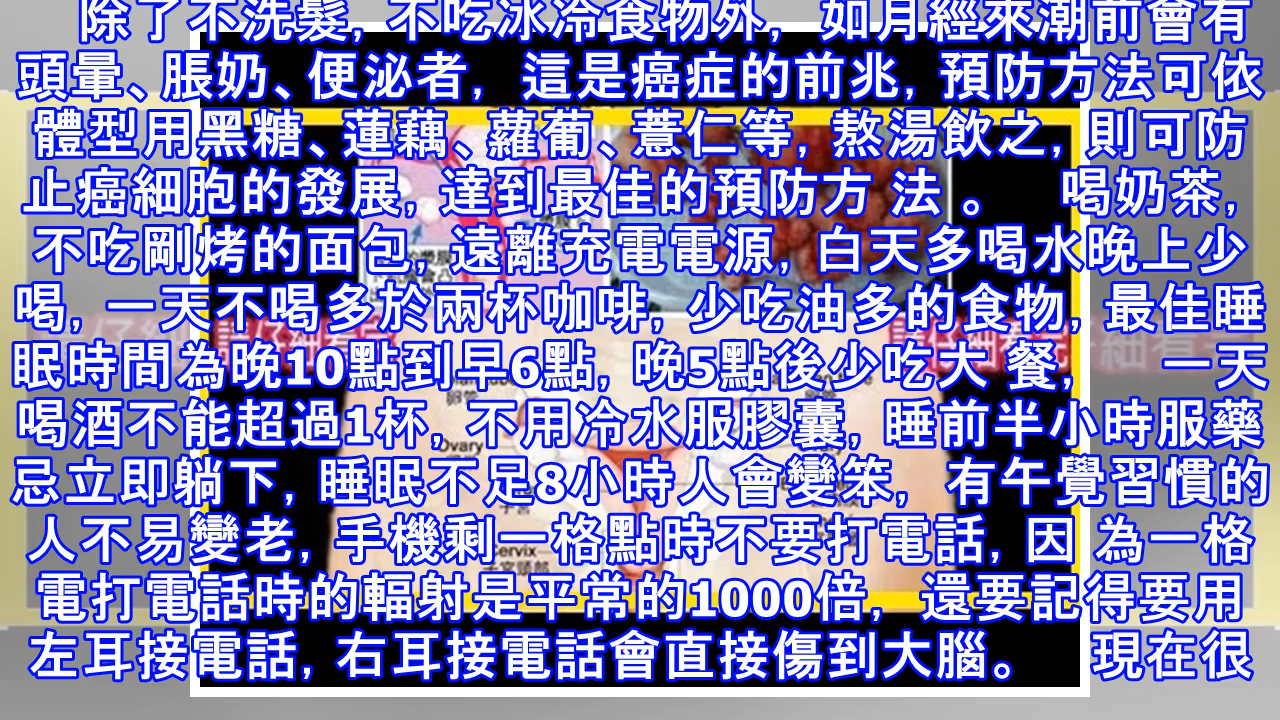 除了不洗髮, 不吃冰冷食物外, 如月經來潮前會有
頭暈、脹奶、便泌者, 這是癌症的前兆, 預防方法可依
體型用黑糖、蓮藕、蘿葡、薏仁等, 熬湯飲之, 則可防
止癌細胞的發展, 達到最佳的預防方 法 。 喝奶茶,
不吃剛烤的面包, 遠離充電電源, 白天多喝水晚上少
喝, 一天不喝多於兩杯咖啡, 少吃油多的食物, 最佳睡
眠時間為晚10點到早6點, 晚5點後少吃大 餐, 一天
喝酒不能超過1杯, 不用冷水服膠囊, 睡前半小時服藥
忌立即躺下, 睡眠不足8小時人會變笨, 有午覺習慣的
人不易變老, 手機剩一格點時不要打電話, 因 為一格
電打電話時的輻射是平常的1000倍, 還要記得要用
左耳接電話, 右耳接電話會直接傷到大腦。 現在很
Ovary
Cervix
子宮頸部